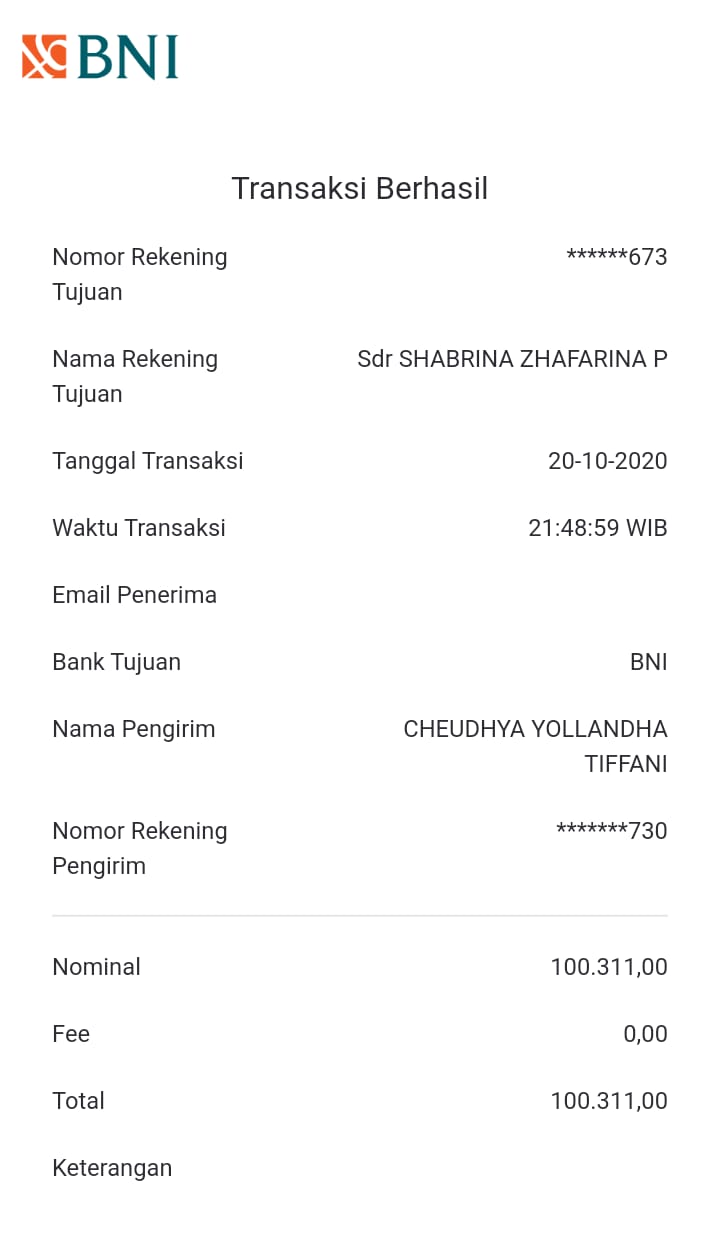 BNI
Transaksi Berhasil
Nomor Rekening Tujuan ******673
Nama Rekening Tujuan Sdr SHABRINA ZHAFARINA P
Tanggal Transaksi 20-10-2020
Waktu Transaksi 21:48:59 WIB
Email Penerima
Bank Tujuan BNI
Nama Pengirim CHEUDHYA YOLLANDHA TIFFANI
Nomor Rekening Pengirim *******730
Nominal 100.311,00
Fee 0,00
Total 100.311,00
Keterangan